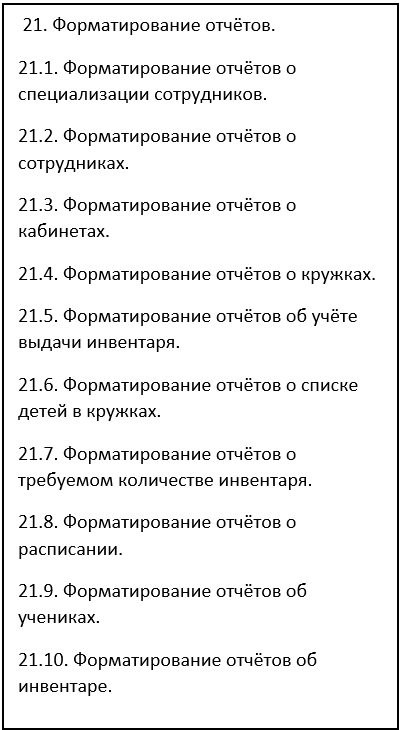 21. Форматирование отчётов.
21.1. Форматирование отчётов о
специализации сотрудников.
21.2. Форматирование отчётов о
сотрудниках.
21.3. Форматирование отчётов о
кабинетах.
21.4. Форматирование отчётов о кружках.
21.5. Форматирование отчётов об учёте
выдачи инвентаря.
21.6. Форматирование отчётов о списке
детей в кружках.
21.7. Форматирование отчётов о
требуемом количестве инвентаря.
21.8. Форматирование отчётов о
расписании.
21.9. Форматирование отчётов об
учениках.
21.10. Форматирование отчётов об
инвентаре.